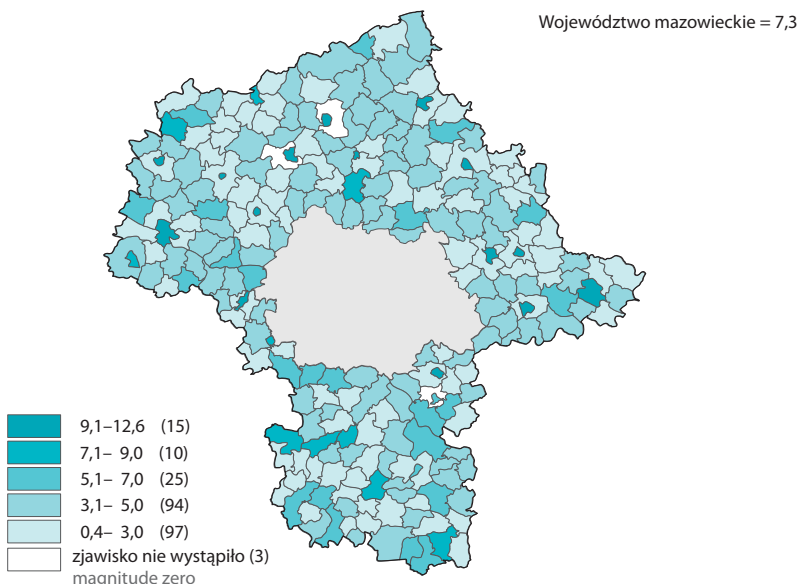 Województwo mazowieckie = 7,3
9,1–12,6 (15)
7,1– 9,0 (10)
5,1– 7,0 (25)
3,1– 5,0 (94)
0,4– 3,0 (97)
zjawisko nie wystąpiło (3)
magnitude zero